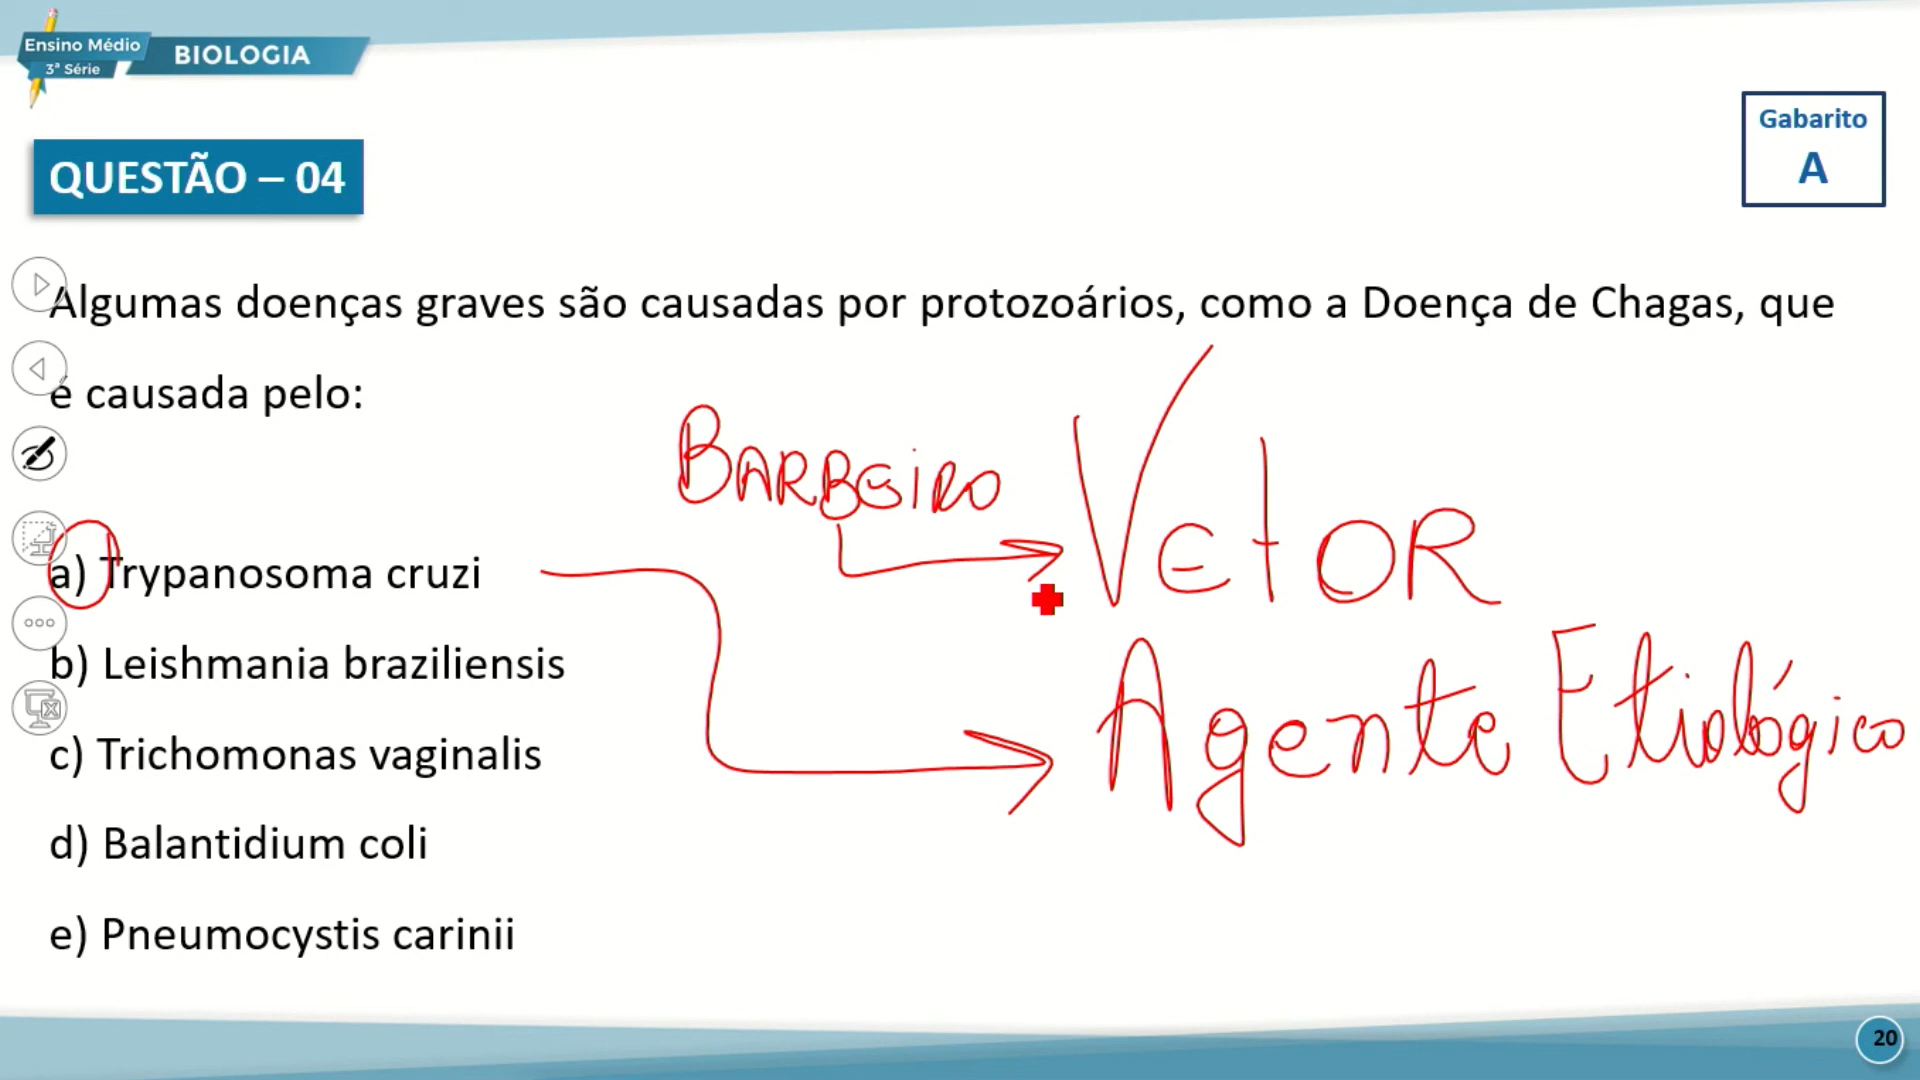 Ensino Médio
3ª Série
BIOLOGIA
Gabarito
A
QUESTÃO – 04
Algumas doenças graves são causadas por protozoários, como a Doença de Chagas, que
é causada pelo:
BARBEIRO
VEtOR
a) Trypanosoma cruzi
b) Leishmania braziliensis
Agente Etiológico
c) Trichomonas vaginalis
d) Balantidium coli
e) Pneumocystis carinii
20